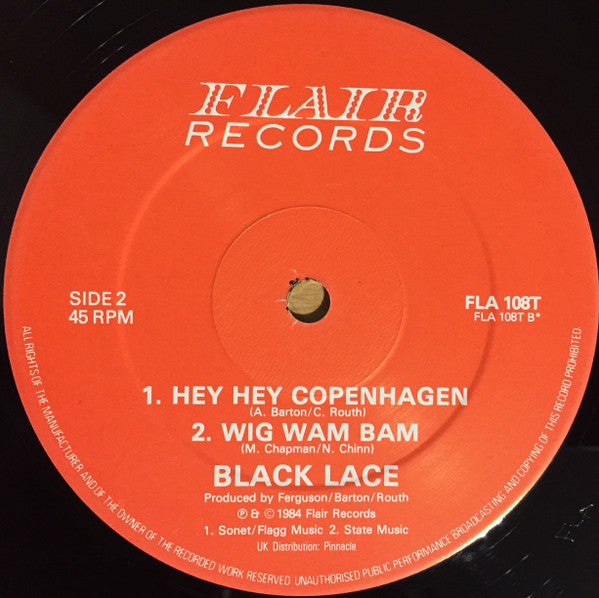 FLAIR
RECORDS
SIDE 2
45 RPM
FLA 108T
FLA 108T B*
1. HEY HEY COPENHAGEN
(A. Barton/C. Routh)
2. WIG WAM BAM
(M. Chapman/N. Chinn)
BLACK LACE
Produced by Ferguson/Barton/Routh
℗ & © 1984 Flair Records
1. Sonet/Flagg Music 2. State Music
UK Distribution: Pinnacle
ALL RIGHTS OF THE MANUFACTURER AND OF THE OWNER OF THE RECORDED WORK RESERVED UNAUTHORISED PUBLIC PERFORMANCE BROADCASTING AND COPYING OF THIS RECORD PROHIBITED.